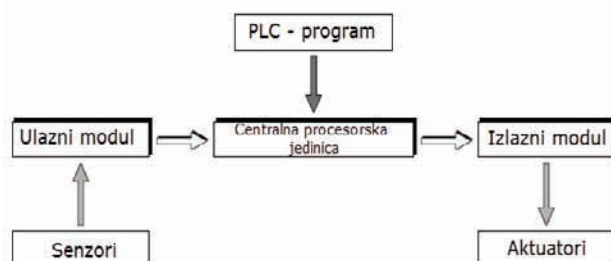 PLC - program
Ulazni modul
Centralna procesorska
jedinica
Izlazni modul
Senzori
Aktuatori